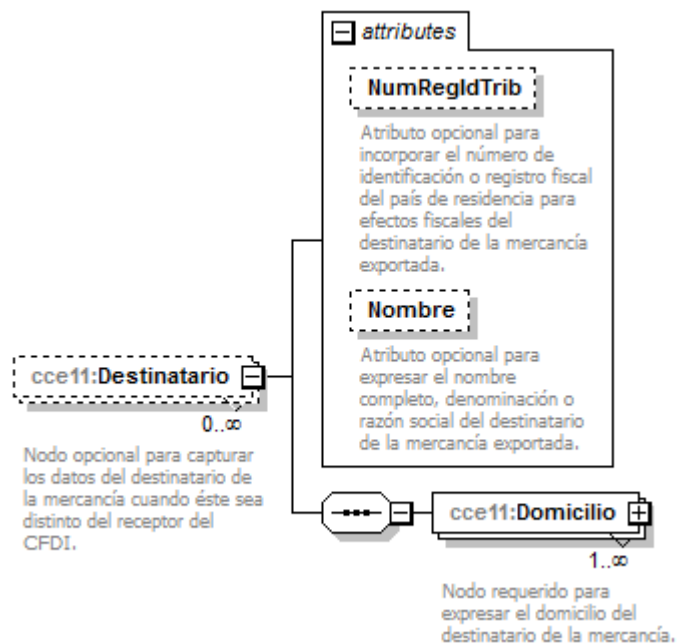 attributes
NumRegIdTrib
Atributo opcional para
incorporar el número de
identificación o registro fiscal
del país de residencia para
efectos fiscales del
destinatario de la mercancía
exportada.
Nombre
Atributo opcional para
expresar el nombre
completo, denominación o
razón social del destinatario
de la mercancía exportada.
cce11:Destinatario
0..∞
Nodo opcional para capturar
los datos del destinatario de
la mercancía cuando éste sea
distinto del receptor del
CFDI.
cce11:Domicilio
1..∞
Nodo requerido para
expresar el domicilio del
destinatario de la mercancía.